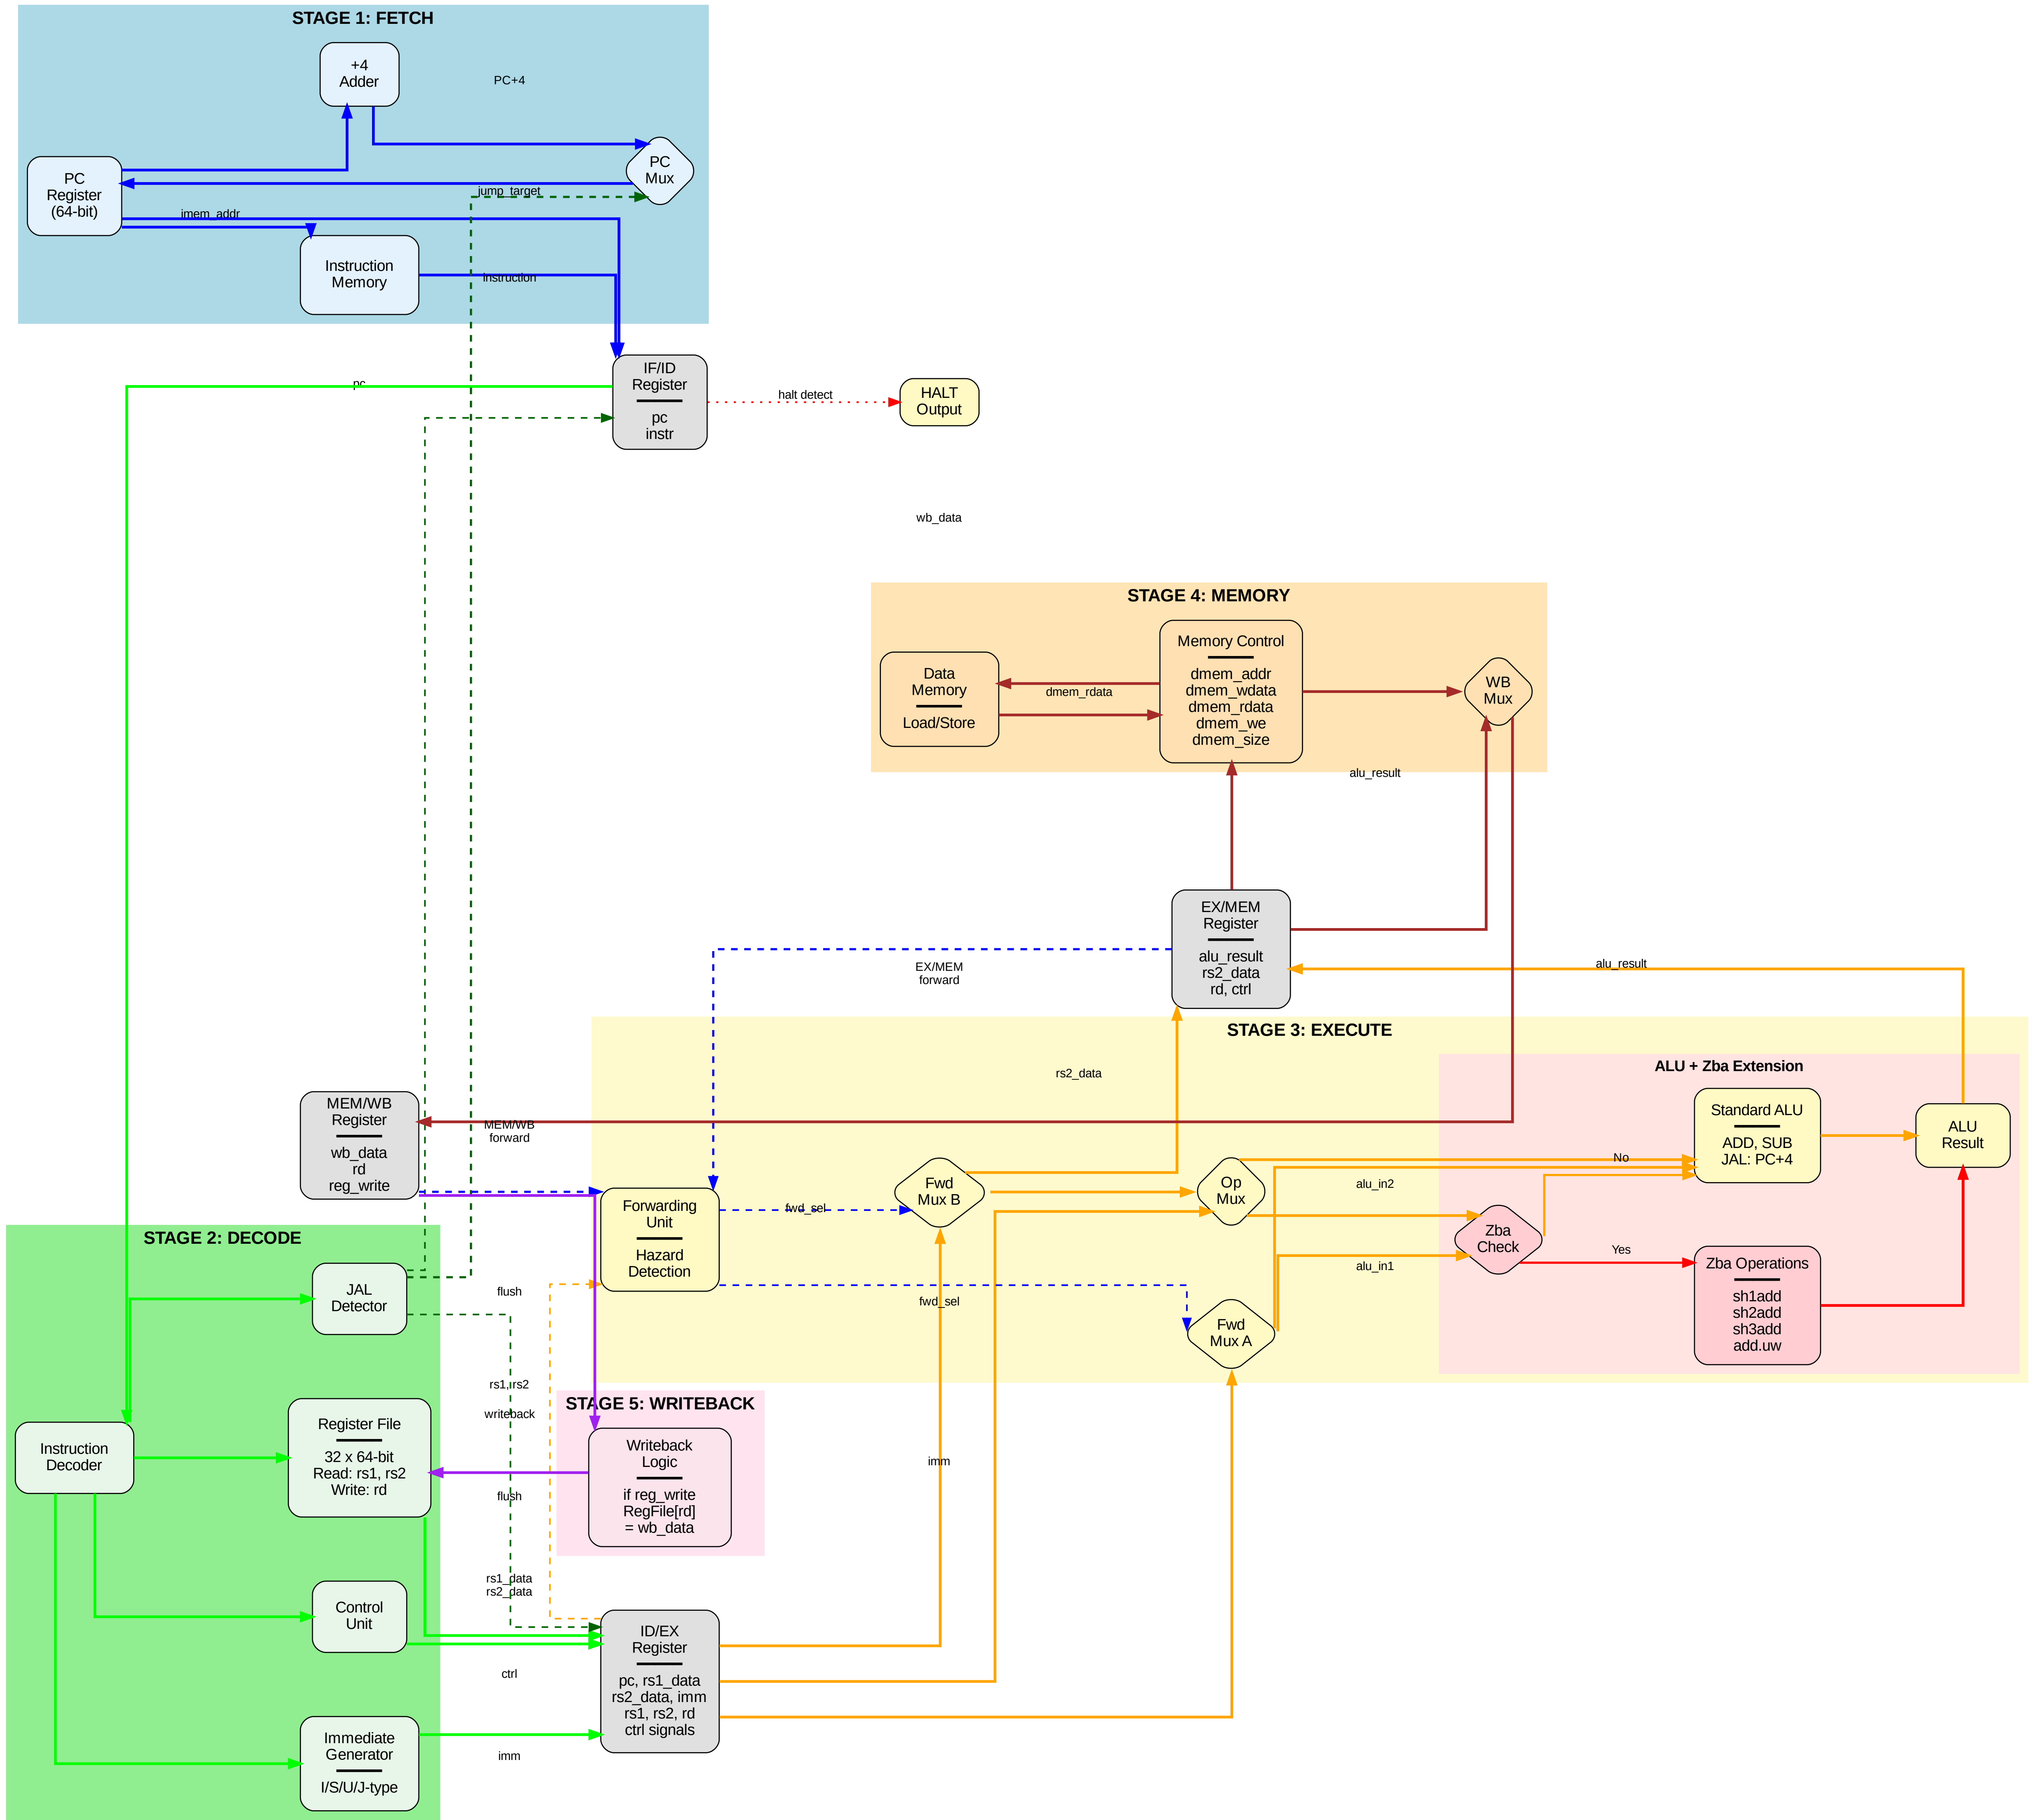 STAGE 1: FETCH
+4
Adder
PC+4
PC
Mux
PC
Register
(64-bit)
jump_target
imem_addr
Instruction
Memory
instruction
IF/ID
Register
pc
instr
pc
halt detect
HALT
Output
wb_data
STAGE 4: MEMORY
Data
Memory
Load/Store
dmem_rdata
Memory Control
dmem_addr
dmem_wdata
dmem_rdata
dmem_we
dmem_size
WB
Mux
alu_result
EX/MEM
Register
alu_result
rs2_data
rd, ctrl
EX/MEM
forward
alu_result
STAGE 3: EXECUTE
rs2_data
ALU + Zba Extension
Standard ALU
ADD, SUB
JAL: PC+4
ALU
Result
No
MEM/WB
Register
wb_data
rd
reg_write
MEM/WB
forward
Forwarding
Unit
Hazard
Detection
fwd_sel
Fwd
Mux B
Op
Mux
alu_in2
Zba
Check
Yes
alu_in1
Zba Operations
sh1add
sh2add
sh3add
add.uw
fwd_sel
Fwd
Mux A
STAGE 2: DECODE
JAL
Detector
flush
rs1, rs2
writeback
STAGE 5: WRITEBACK
Writeback
Logic
if reg_write
RegFile[rd]
= wb_data
Instruction
Decoder
Register File
32 x 64-bit
Read: rs1, rs2
Write: rd
imm
flush
rs1_data
rs2_data
Control
Unit
ctrl
ID/EX
Register
pc, rs1_data
rs2_data, imm
rs1, rs2, rd
ctrl signals
Immediate
Generator
I/S/U/J-type
imm